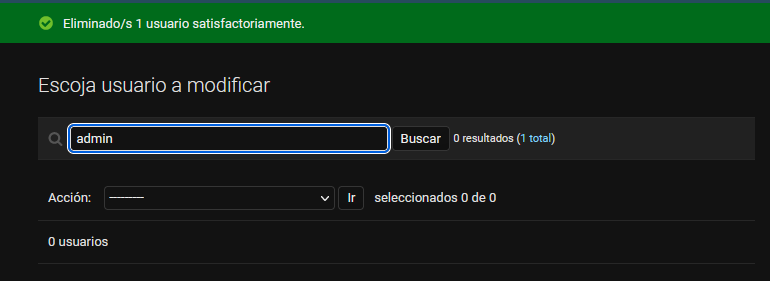 Eliminado/s 1 usuario satisfactoriamente.
Escoja usuario a modificar
admin Buscar 0 resultados (1 total)
Acción: --------- Ir seleccionados 0 de 0
0 usuarios